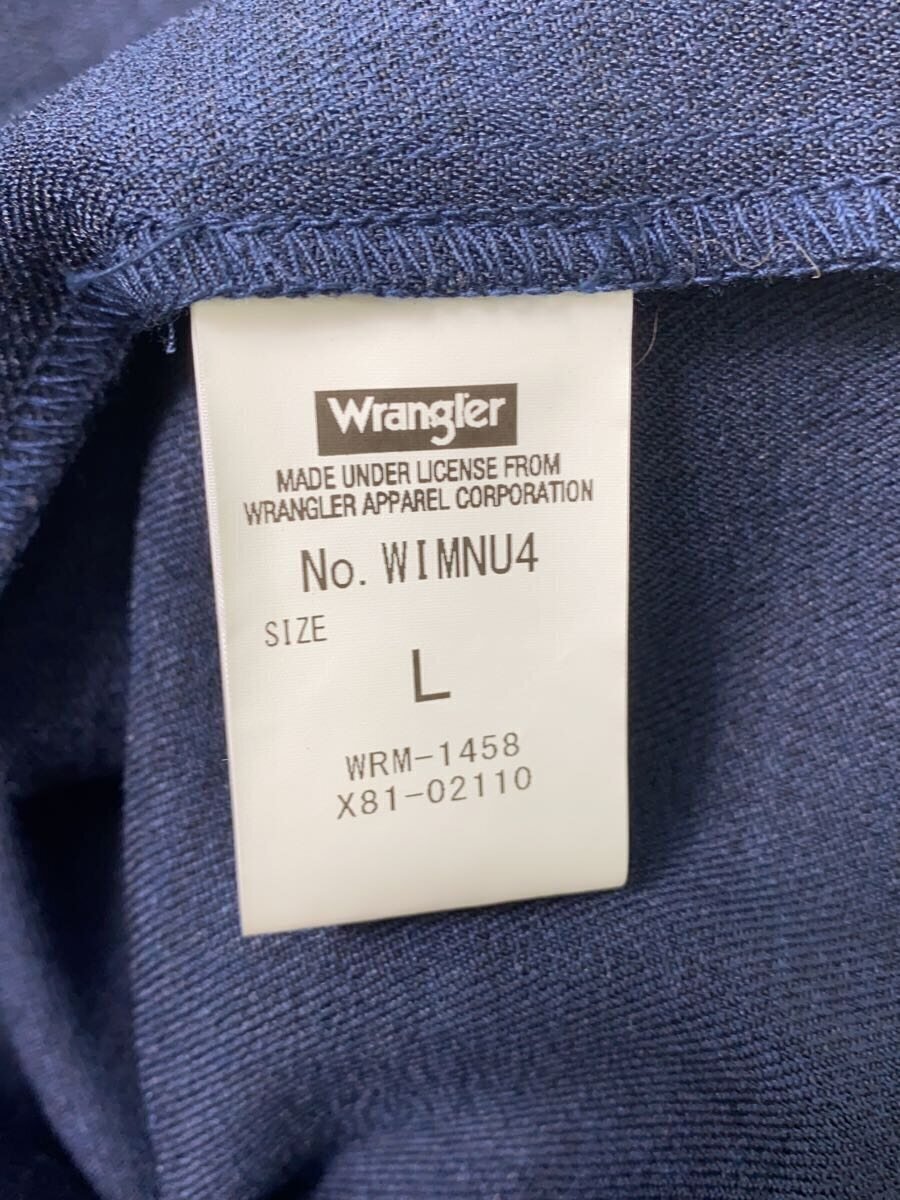 Wrangler
MADE UNDER LICENSE FROM
WRANGLER APPAREL CORPORATION
No. WIMNU4
SIZE
L
WRM-1458
X81-02110